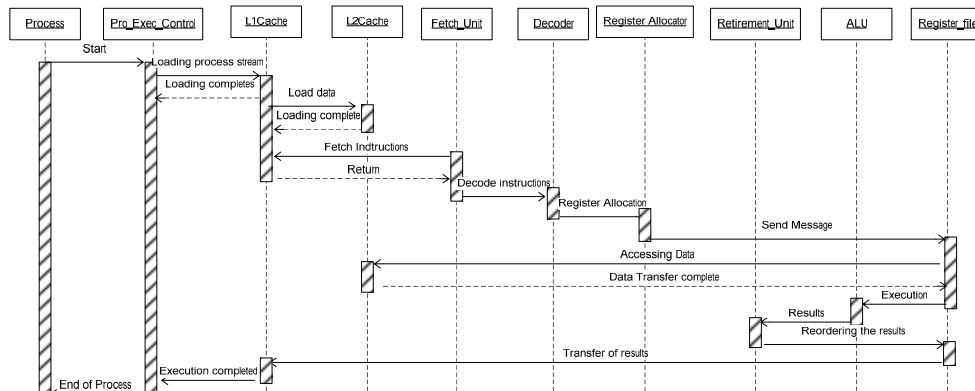 Process
Pro_Exec_Control
L1Cache
L2Cache
Fetch_Unit
Decoder
Register Allocator
Retirement_Unit
ALU
Register_file
Start
Loading process stream
Loading completes
Load data
Loading complete
Fetch Indtructions
Return
Decode instructions
Register Allocation
Send Message
Accessing Data
Data Transfer complete
Execution
Results
Reordering the results
Transfer of results
Execution completed
End of Process